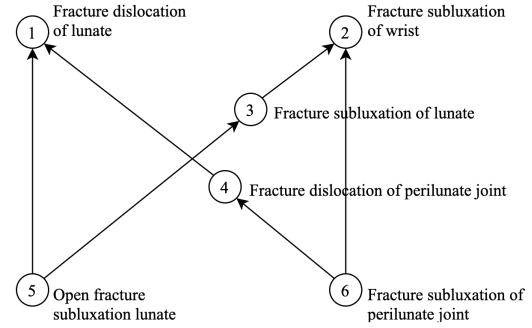 1
Fracture dislocation
of lunate
2
Fracture subluxation
of wrist
3
Fracture subluxation of lunate
4
Fracture dislocation of perilunate joint
5
Open fracture
subluxation lunate
6
Fracture subluxation of
perilunate joint